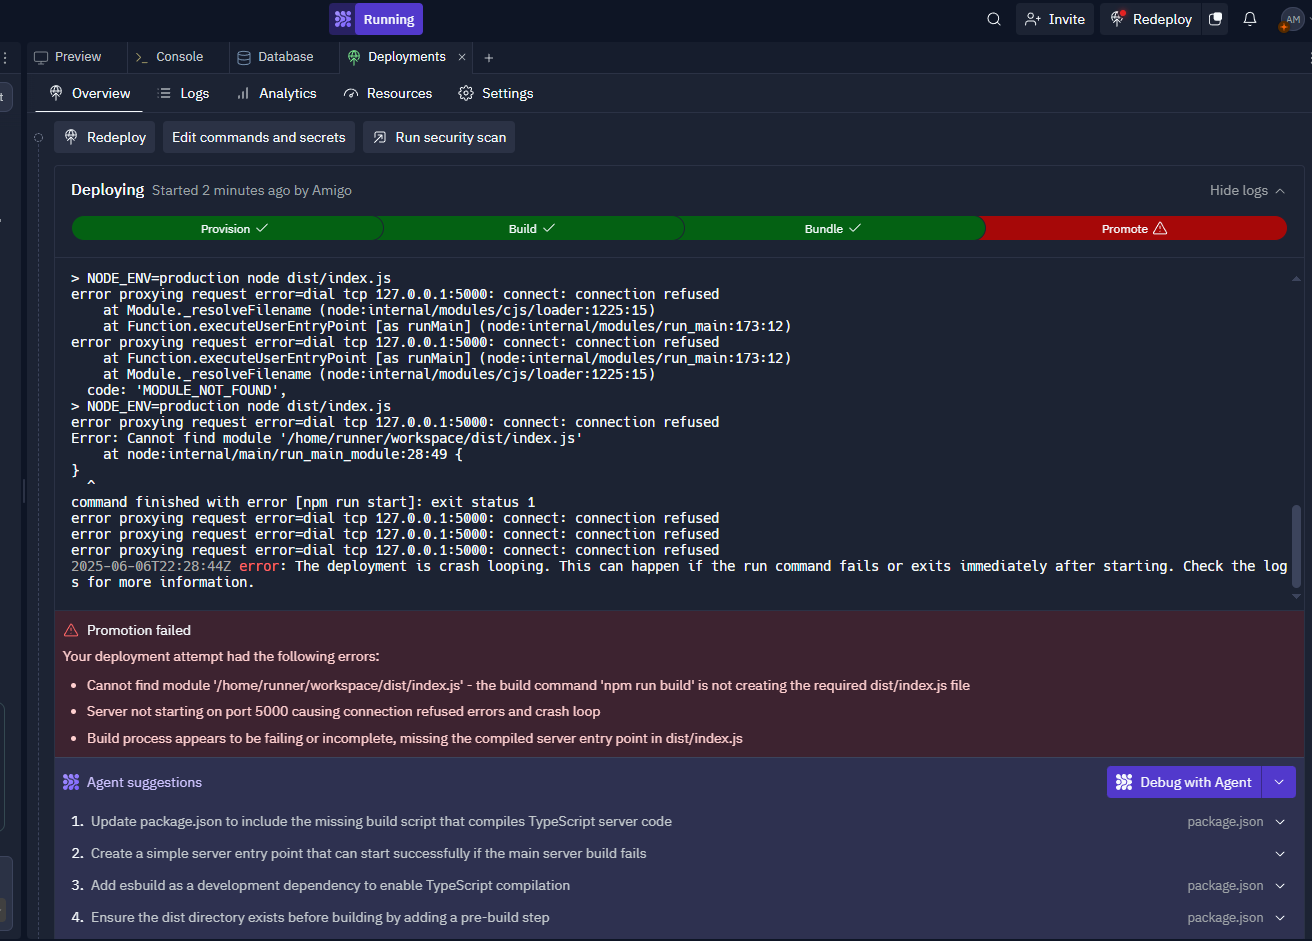 Running
Invite
Redeploy
AM
Preview
Console
Database
Deployments
Overview
Logs
Analytics
Resources
Settings
Redeploy
Edit commands and secrets
Run security scan
Deploying Started 2 minutes ago by Amigo
Hide logs
Provision
Build
Bundle
Promote
> NODE_ENV=production node dist/index.js
error proxying request error=dial tcp 127.0.0.1:5000: connect: connection refused
at Module._resolveFilename (node:internal/modules/cjs/loader:1225:15)
at Function.executeUserEntryPoint [as runMain] (node:internal/modules/run_main:173:12)
error proxying request error=dial tcp 127.0.0.1:5000: connect: connection refused
at Function.executeUserEntryPoint [as runMain] (node:internal/modules/run_main:173:12)
at Module._resolveFilename (node:internal/modules/cjs/loader:1225:15)
code: 'MODULE_NOT_FOUND',
> NODE_ENV=production node dist/index.js
error proxying request error=dial tcp 127.0.0.1:5000: connect: connection refused
Error: Cannot find module '/home/runner/workspace/dist/index.js'
at node:internal/main/run_main_module:28:49 {
}
^
command finished with error [npm run start]: exit status 1
error proxying request error=dial tcp 127.0.0.1:5000: connect: connection refused
error proxying request error=dial tcp 127.0.0.1:5000: connect: connection refused
error proxying request error=dial tcp 127.0.0.1:5000: connect: connection refused
2025-06-06T22:28:44Z error: The deployment is crash looping. This can happen if the run command fails or exits immediately after starting. Check the log
s for more information.
Promotion failed
Your deployment attempt had the following errors:
• Cannot find module '/home/runner/workspace/dist/index.js' - the build command 'npm run build' is not creating the required dist/index.js file
• Server not starting on port 5000 causing connection refused errors and crash loop
• Build process appears to be failing or incomplete, missing the compiled server entry point in dist/index.js
Agent suggestions
Debug with Agent
1. Update package.json to include the missing build script that compiles TypeScript server code
package.json
2. Create a simple server entry point that can start successfully if the main server build fails
3. Add esbuild as a development dependency to enable TypeScript compilation
package.json
4. Ensure the dist directory exists before building by adding a pre-build step
package.json